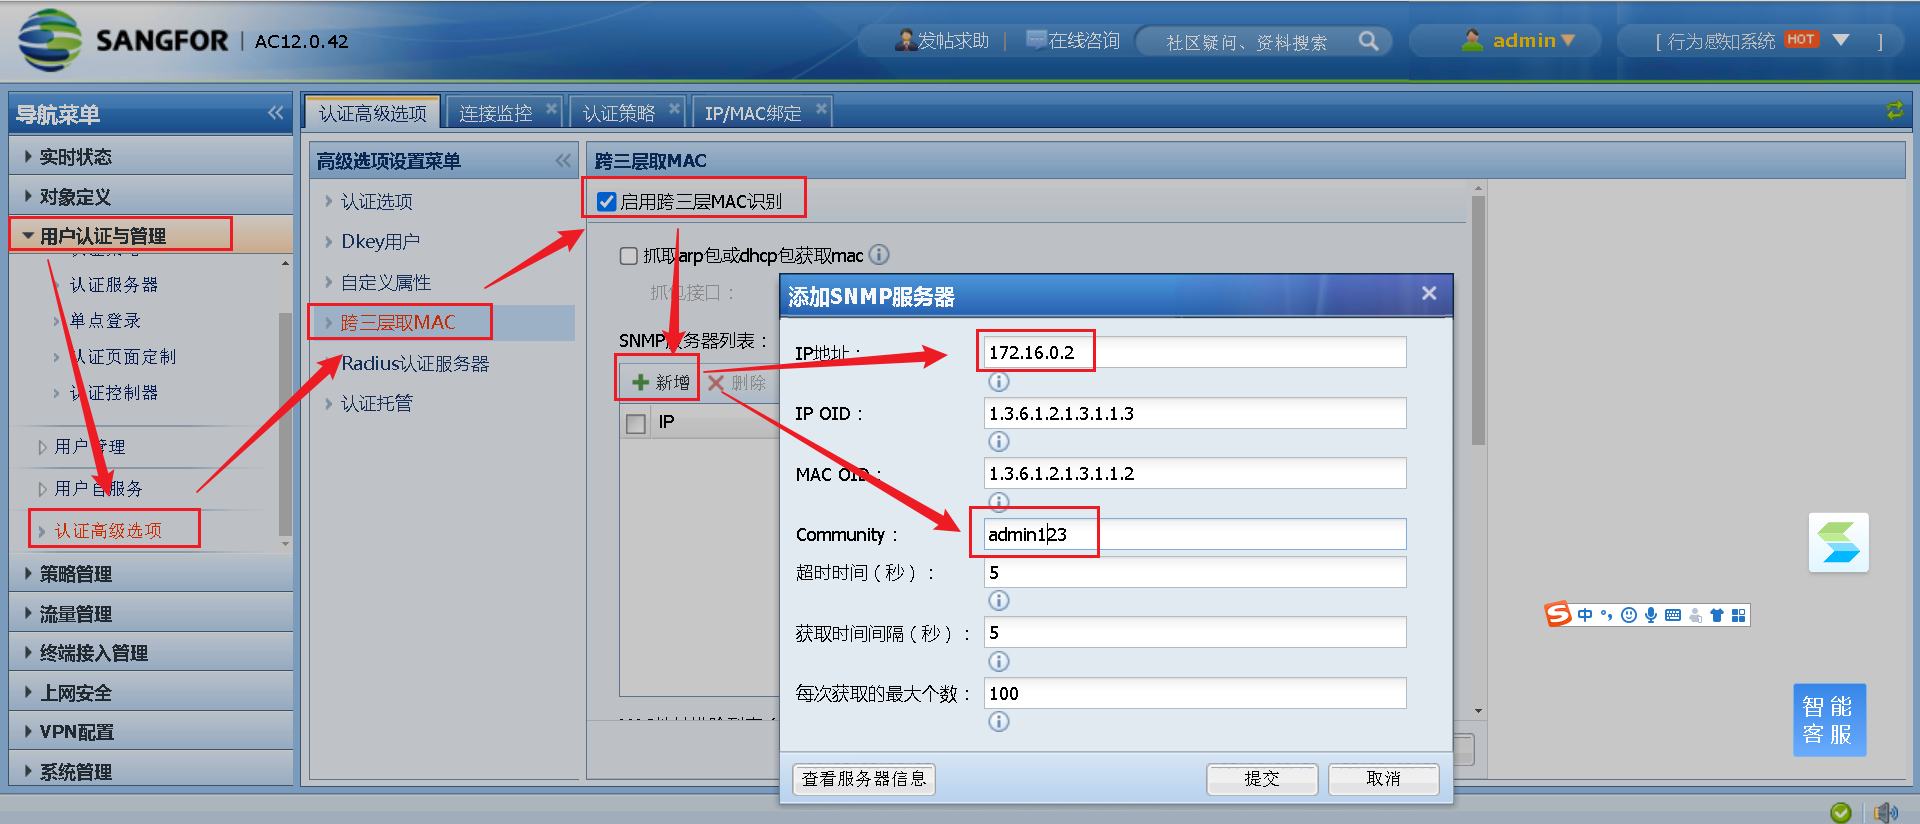 SANGFOR | AC12.0.42
发帖求助
在线咨询
社区疑问、资料搜索
admin
[ 行为感知系统 HOT ]
导航菜单
实时状态
对象定义
用户认证与管理
认证服务器
单点登录
认证页面定制
认证控制器
用户管理
用户自服务
认证高级选项
策略管理
流量管理
终端接入管理
上网安全
VPN配置
系统管理
认证高级选项
连接监控
认证策略
IP/MAC绑定
高级选项设置菜单
认证选项
Dkey用户
自定义属性
跨三层取MAC
Radius认证服务器
认证托管
跨三层取MAC
启用跨三层MAC识别
抓取arp包或dhcp包获取mac
抓包接口：
SNMP服务器列表：
新增
删除
IP
添加SNMP服务器
IP地址： 172.16.0.2
IP OID： 1.3.6.1.2.1.3.1.1.3
MAC OID： 1.3.6.1.2.1.3.1.1.2
Community： admin123
超时时间（秒）： 5
获取时间间隔（秒）： 5
每次获取的最大个数： 100
查看服务器信息
提交
取消
中
智能
客服